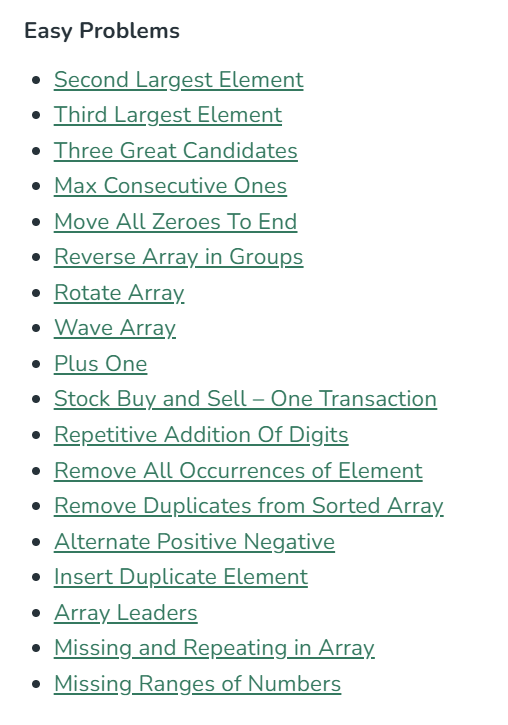 Easy Problems
Second Largest Element
Third Largest Element
Three Great Candidates
Max Consecutive Ones
Move All Zeroes To End
Reverse Array in Groups
Rotate Array
Wave Array
Plus One
Stock Buy and Sell – One Transaction
Repetitive Addition Of Digits
Remove All Occurrences of Element
Remove Duplicates from Sorted Array
Alternate Positive Negative
Insert Duplicate Element
Array Leaders
Missing and Repeating in Array
Missing Ranges of Numbers